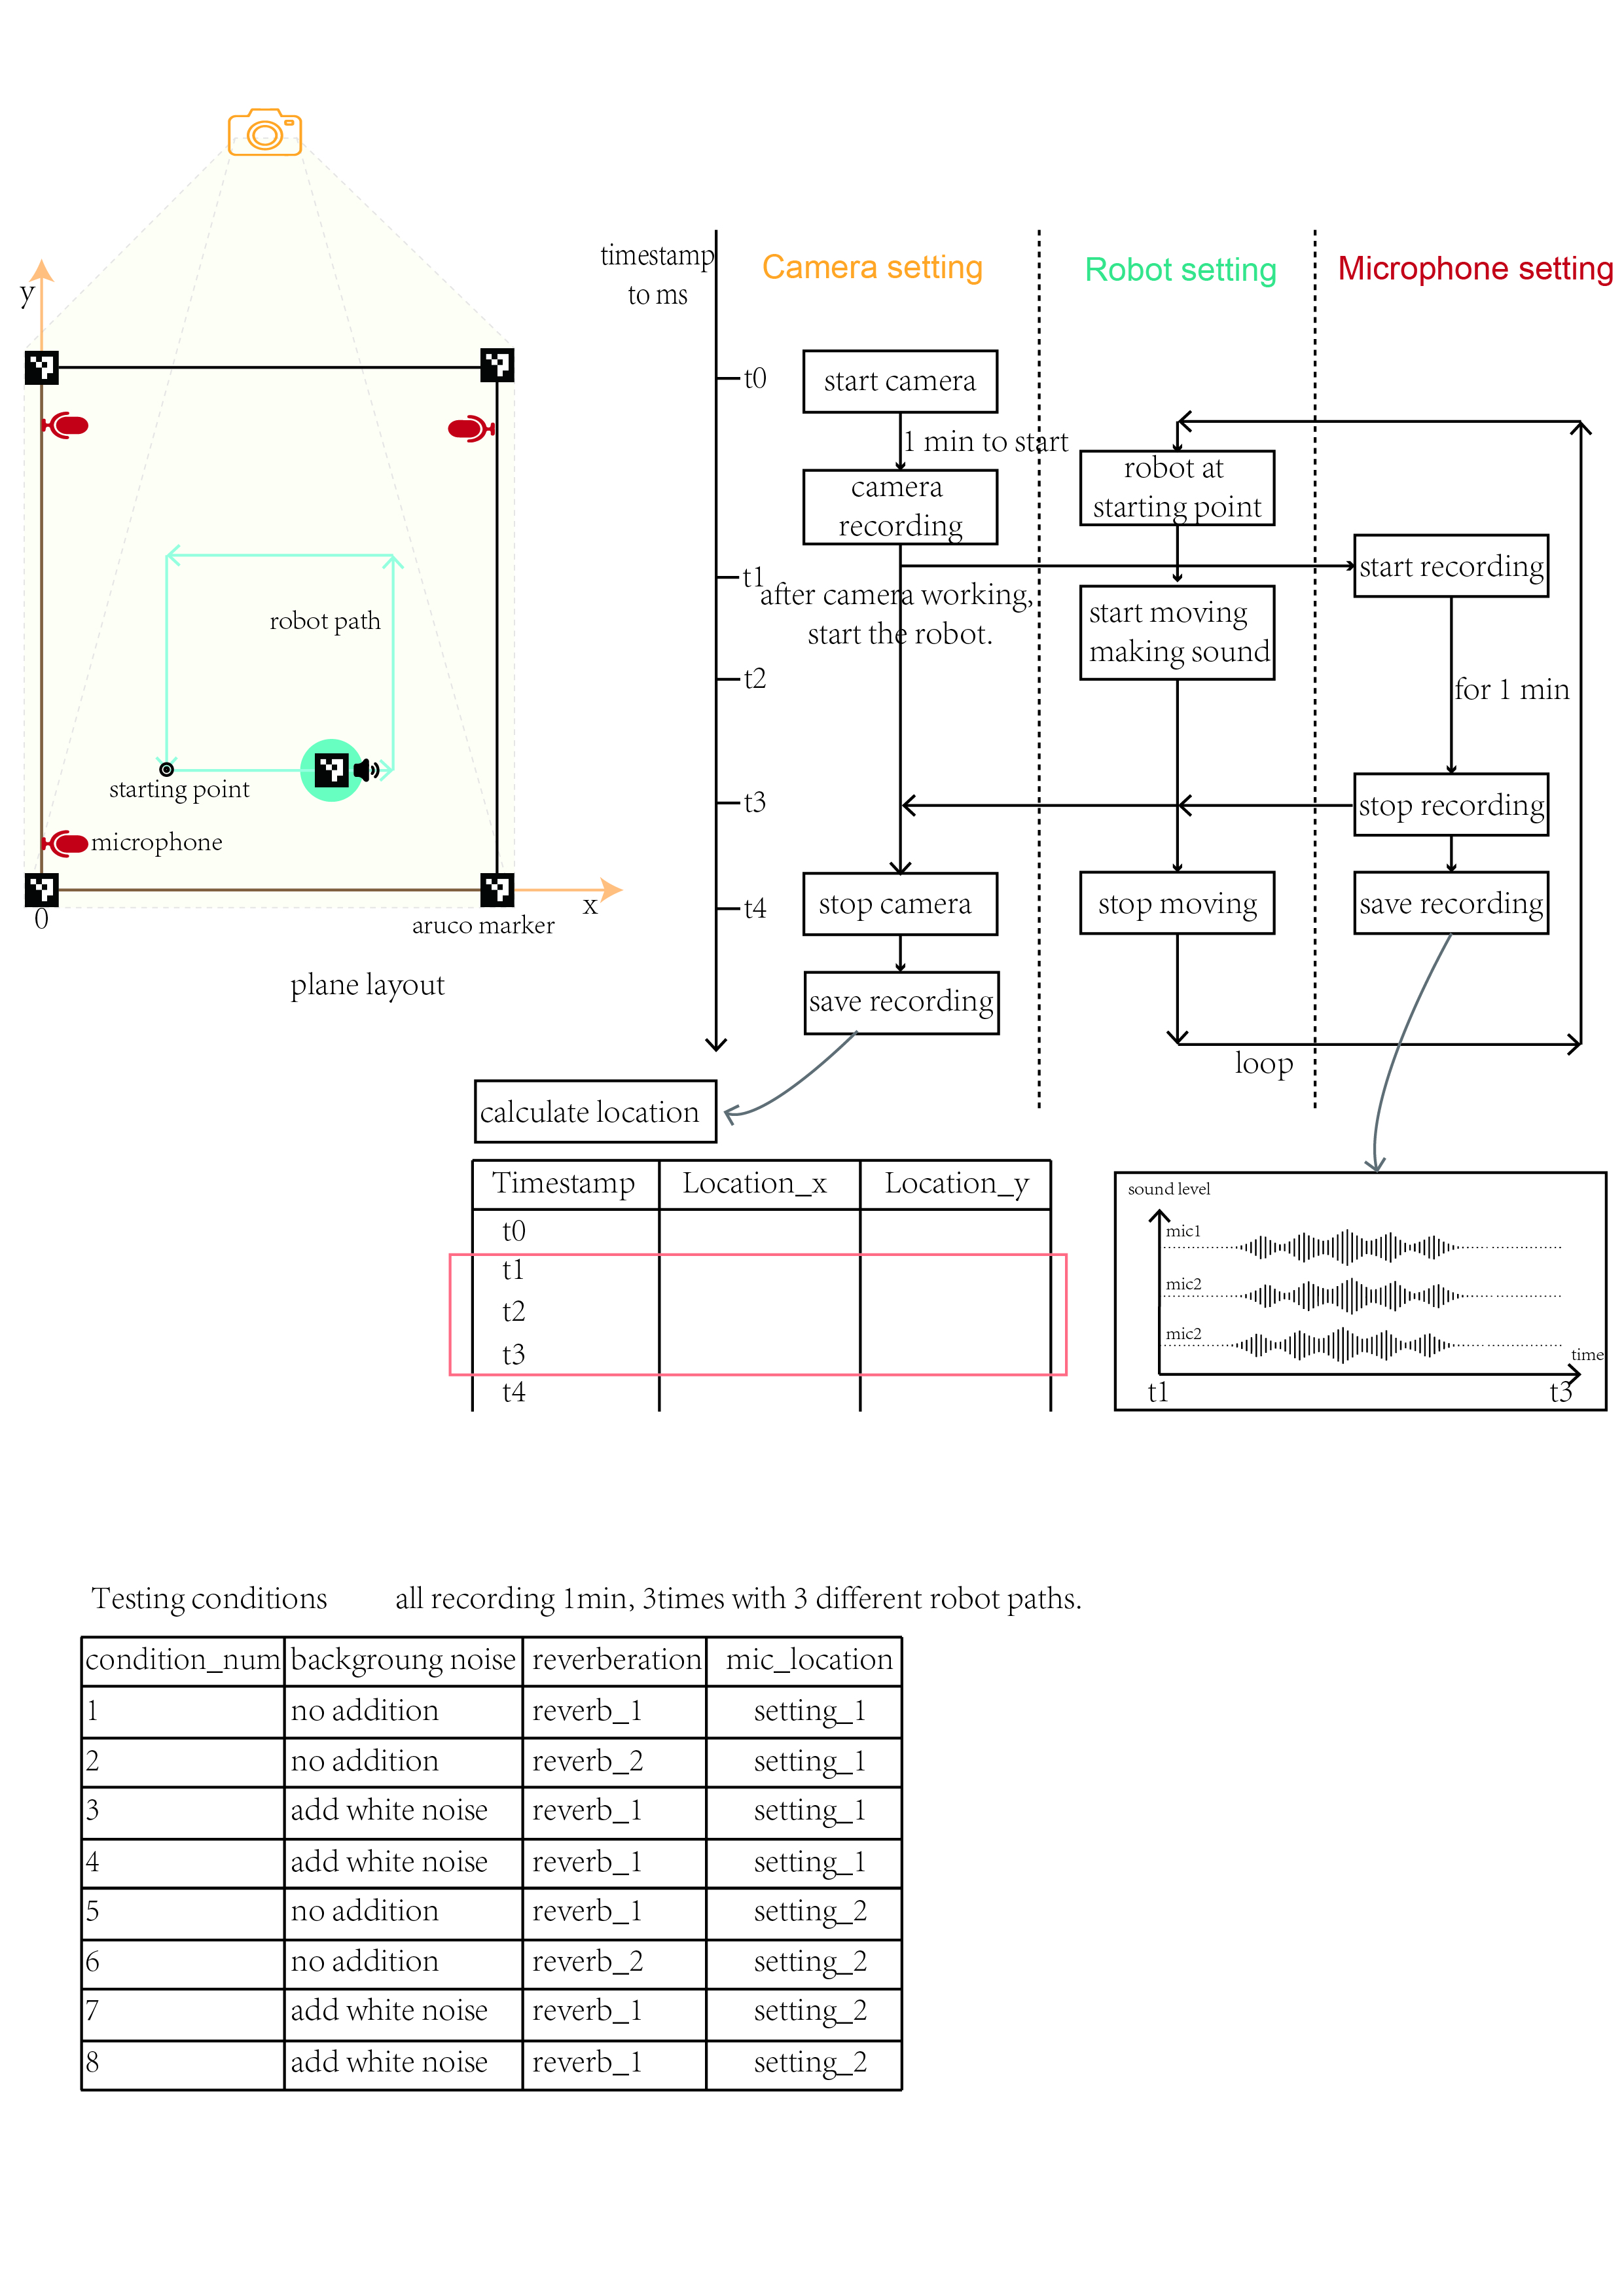 y
robot path
starting point
microphone
0
x
aruco marker
plane layout
timestamp
to ms
t0
t1
t2
t3
t4
Camera setting
start camera
1 min to start
camera
recording
after camera working,
start the robot.
stop camera
save recording
Robot setting
robot at
starting point
start moving
making sound
stop moving
loop
Microphone setting
start recording
for 1 min
stop recording
save recording
calculate location
Timestamp Location_x Location_y
t0
t1
t2
t3
t4
sound level
mic1
mic2
mic2
time
t1 t3
Testing conditions all recording 1min, 3times with 3 different robot paths.
condition_num backgroung noise reverberation mic_location
1 no addition reverb_1 setting_1
2 no addition reverb_2 setting_1
3 add white noise reverb_1 setting_1
4 add white noise reverb_1 setting_1
5 no addition reverb_1 setting_2
6 no addition reverb_2 setting_2
7 add white noise reverb_1 setting_2
8 add white noise reverb_1 setting_2